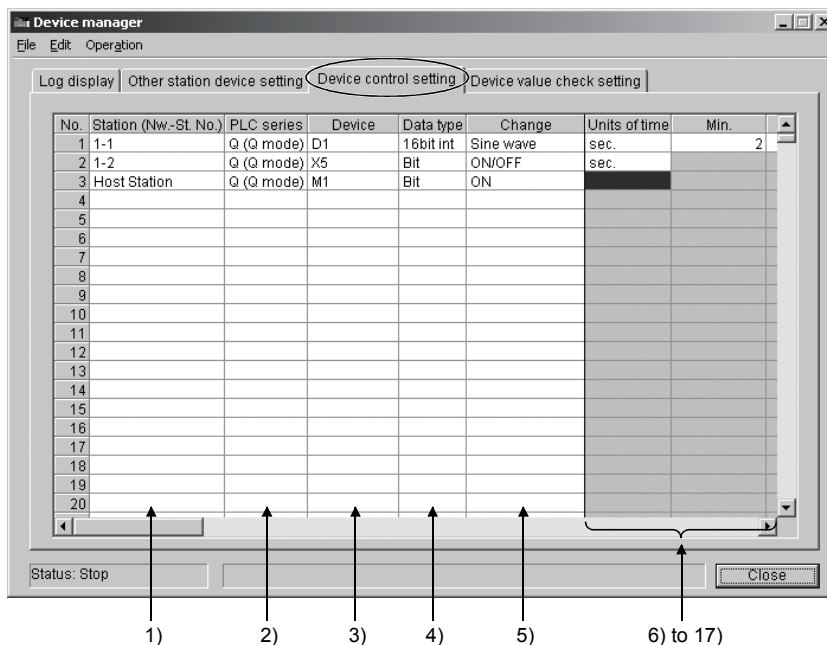 Device manager
File Edit Operation
Log display Other station device setting Device control setting Device value check setting
No. Station (Nw.-St. No.) PLC series Device Data type Change Units of time Min.
1 1-1 Q (Q mode) D1 16bit int Sine wave sec. 2
2 1-2 Q (Q mode) X5 Bit ON/OFF sec.
3 Host Station Q (Q mode) M1 Bit ON
4
5
6
7
8
9
10
11
12
13
14
15
16
17
18
19
20
Status: Stop Close
1) 2) 3) 4) 5) 6) to 17)